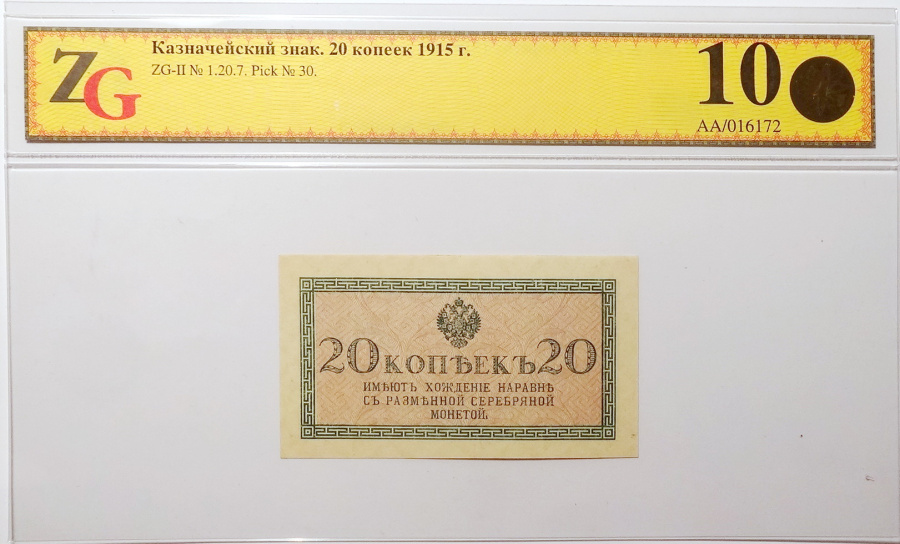 ZG
Казначейский знак. 20 копеек 1915 г.
ZG-II № 1.20.7. Pick № 30.
10
АА/016172
20 КОПѢЕКЪ 20
ИМѢЮТЪ ХОЖДЕНІЕ НАРАВНѢ
СЪ РАЗМѢННОЙ СЕРЕБРЯНОЙ
МОНЕТОЙ.